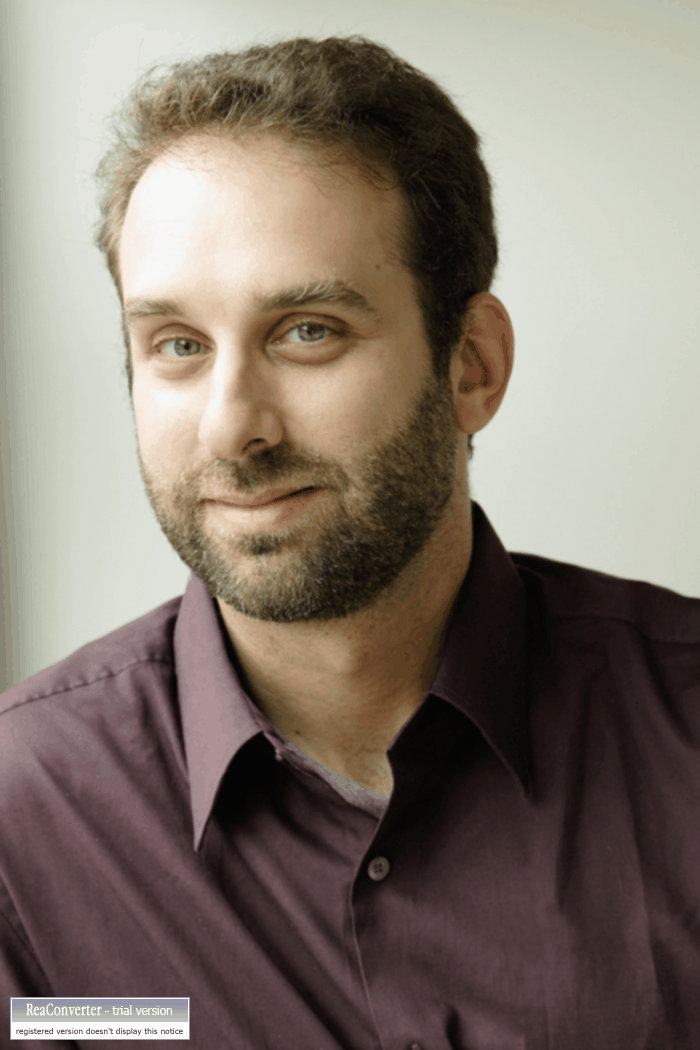 ReaConverter - trial version
registered version doesn't display this notice